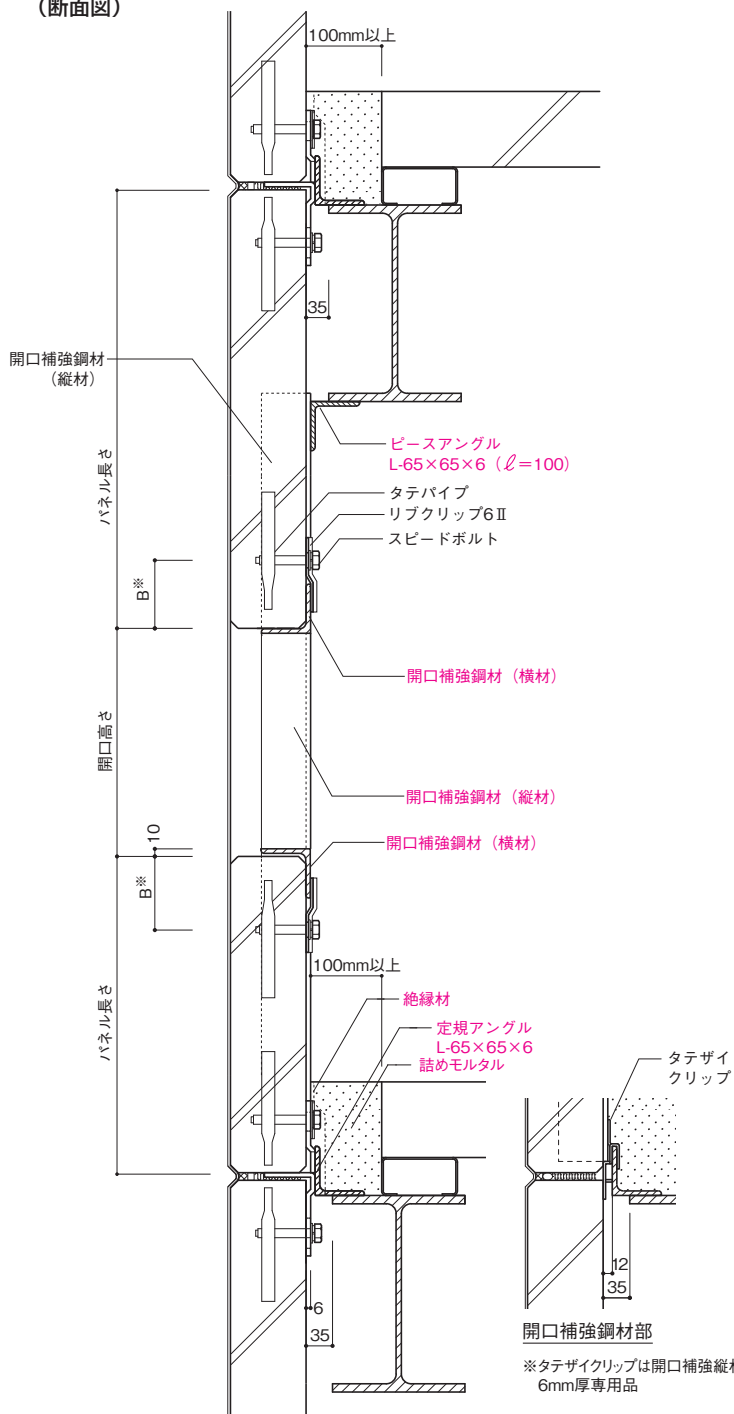 （断面図）
100mm以上
35
開口補強鋼材
（縦材）
ピースアングル
L-65×65×6（ℓ＝100）
パネル長さ
タテパイプ
リブクリップ6Ⅱ
スピードボルト
B※
開口補強鋼材（横材）
開口高さ
開口補強鋼材（縦材）
10
開口補強鋼材（横材）
B※
100mm以上
パネル長さ
絶縁材
定規アングル
L-65×65×6
詰めモルタル
タテザイ
クリップ
12
35
6
35
開口補強鋼材部
※タテザイクリップは開口補強縦材
6mm厚専用品